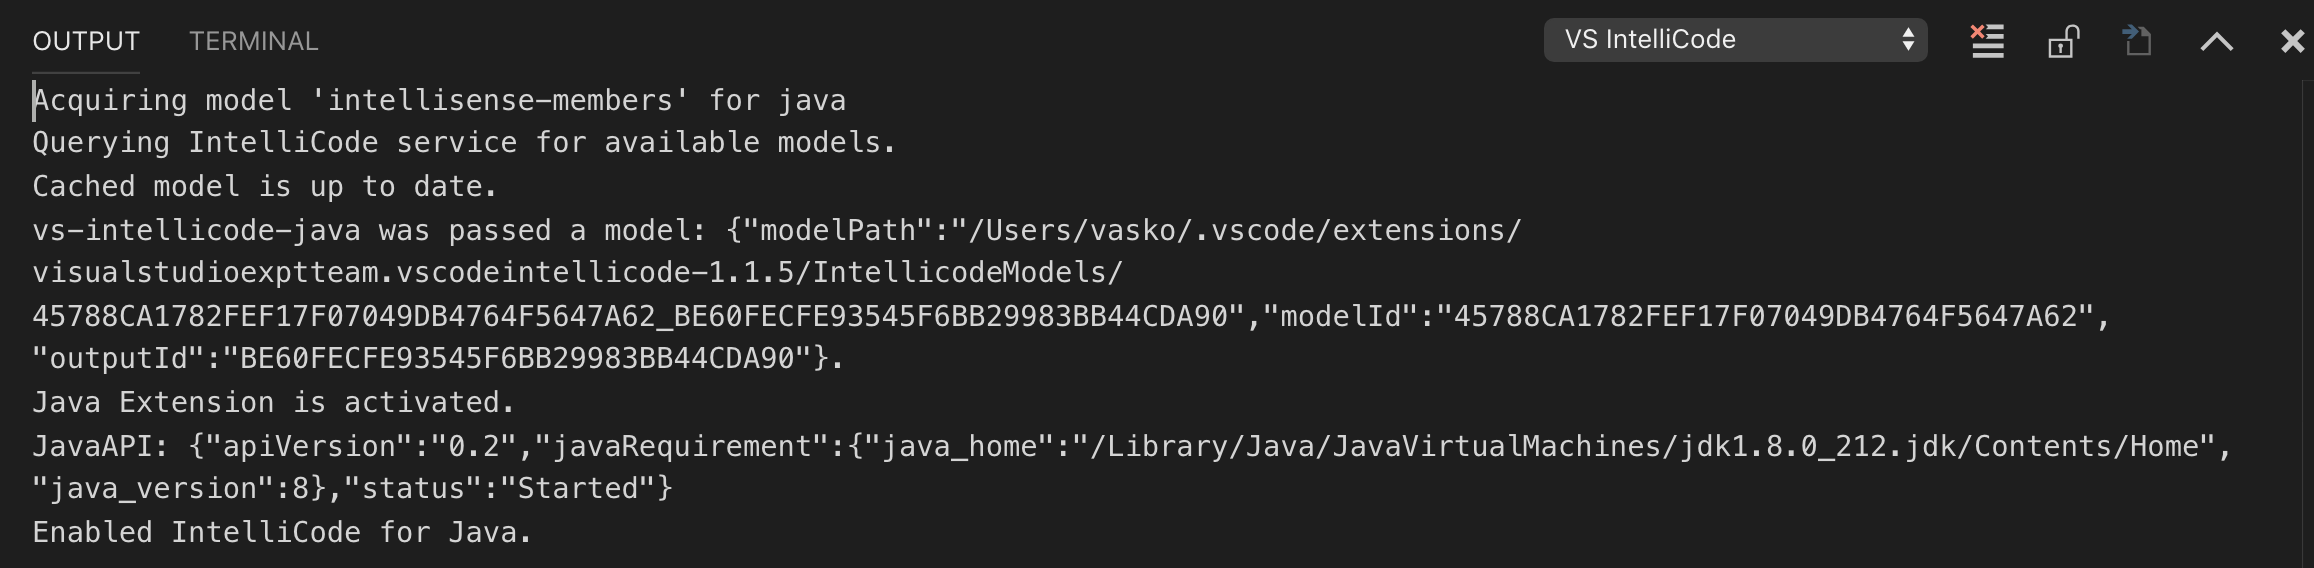 OUTPUT TERMINAL VS IntelliCode
Acquiring model 'intellisense-members' for java
Querying IntelliCode service for available models.
Cached model is up to date.
vs-intellicode-java was passed a model: {"modelPath":"/Users/vasko/.vscode/extensions/
visualstudioexptteam.vscodeintellicode-1.1.5/IntellicodeModels/
45788CA1782FEF17F07049DB4764F5647A62_BE60FECFE93545F6BB29983BB44CDA90","modelId":"45788CA1782FEF17F07049DB4764F5647A62",
"outputId":"BE60FECFE93545F6BB29983BB44CDA90"}.
Java Extension is activated.
JavaAPI: {"apiVersion":"0.2","javaRequirement":{"java_home":"/Library/Java/JavaVirtualMachines/jdk1.8.0_212.jdk/Contents/Home",
"java_version":8},"status":"Started"}
Enabled IntelliCode for Java.